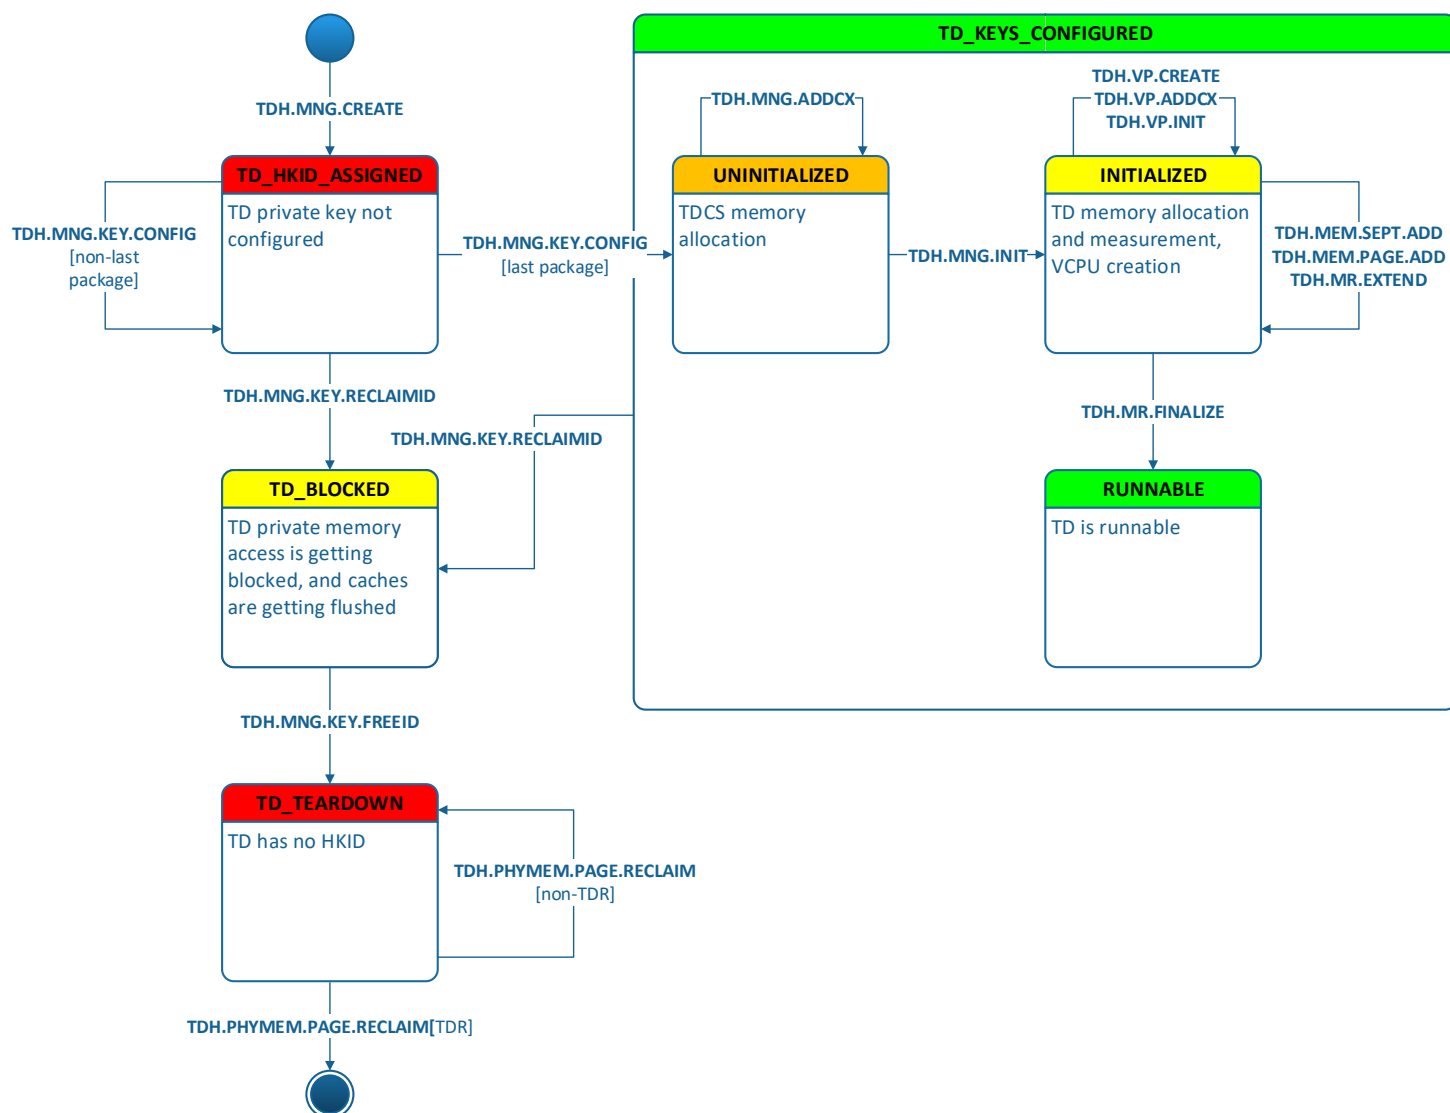 TD_KEYS_CONFIGURED
TDH.MNG.CREATE
TDH.MNG.ADDCX
TDH.VP.CREATE
TDH.VP.ADDCX
TDH.VP.INIT
TD_HKID_ASSIGNED
TD private key not
configured
TDH.MNG.KEY.CONFIG
[non-last
package]
TDH.MNG.KEY.CONFIG
[last package]
UNINITIALIZED
TDCS memory
allocation
TDH.MNG.INIT
INITIALIZED
TD memory allocation
and measurement,
VCPU creation
TDH.MEM.SEPT.ADD
TDH.MEM.PAGE.ADD
TDH.MR.EXTEND
TDH.MNG.KEY.RECLAIMID
TDH.MNG.KEY.RECLAIMID
TDH.MR.FINALIZE
TD_BLOCKED
TD private memory
access is getting
blocked, and caches
are getting flushed
RUNNABLE
TD is runnable
TDH.MNG.KEY.FREEID
TD_TEARDOWN
TD has no HKID
TDH.PHYMEM.PAGE.RECLAIM
[non-TDR]
TDH.PHYMEM.PAGE.RECLAIM[TDR]